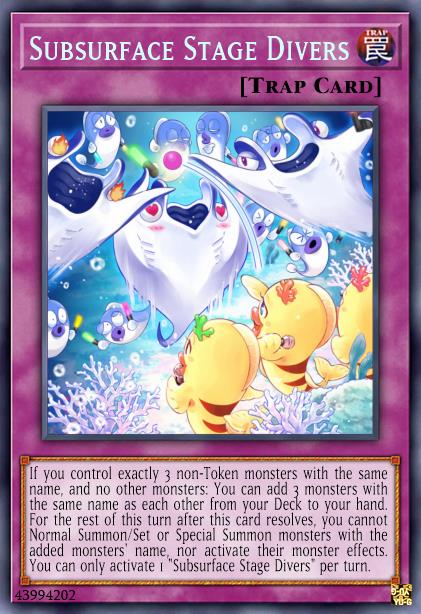 Subsurface Stage Divers
TRAP
罠
[Trap Card]
If you control exactly 3 non-Token monsters with the same
name, and no other monsters: You can add 3 monsters with
the same name as each other from your Deck to your hand.
For the rest of this turn after this card resolves, you cannot
Normal Summon/Set or Special Summon monsters with the
added monsters' name, nor activate their monster effects.
You can only activate 1 "Subsurface Stage Divers" per turn.
43994202